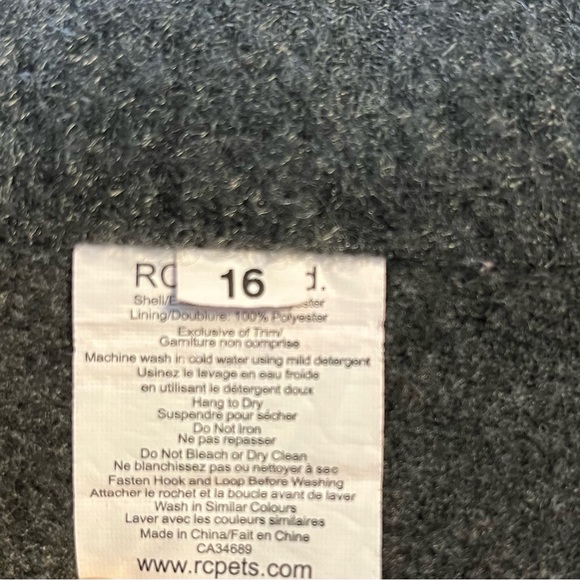 RC 16 d.
Shell/E ster
Lining/Doublure: 100% Polyester
Exclusive of Trim/
Garniture non comprise
Machine wash in cold water using mild detergent
Usinez le lavage en eau froide
en utilisant le détergent doux
Hang to Dry
Suspendre pour sécher
Do Not Iron
Ne pas repasser
Do Not Bleach or Dry Clean
Ne blanchissez pas ou nettoyer à sec
Fasten Hook and Loop Before Washing
Attacher le rochet et la boucle avant de laver
Wash in Similar Colours
Laver avec les couleurs similaires
Made in China/Fait en Chine
CA34689
www.rcpets.com